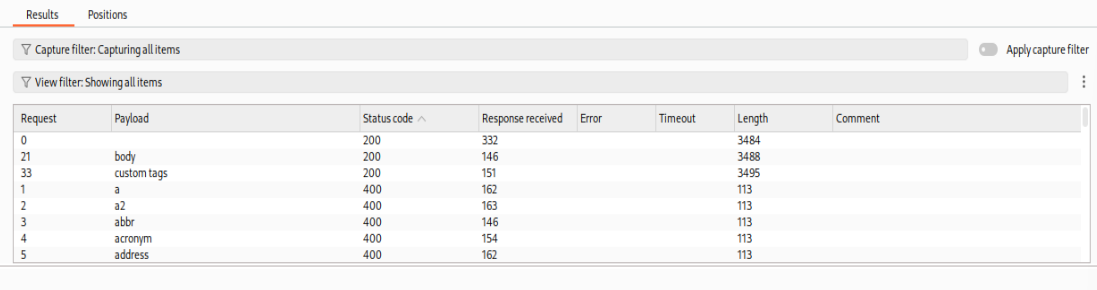 Results Positions
Capture filter: Capturing all items Apply capture filter
View filter: Showing all items
Request Payload Status code Response received Error Timeout Length Comment
0 200 332 3484
21 body 200 146 3488
33 custom tags 200 151 3495
1 a 400 162 113
2 a2 400 163 113
3 abbr 400 146 113
4 acronym 400 154 113
5 address 400 162 113